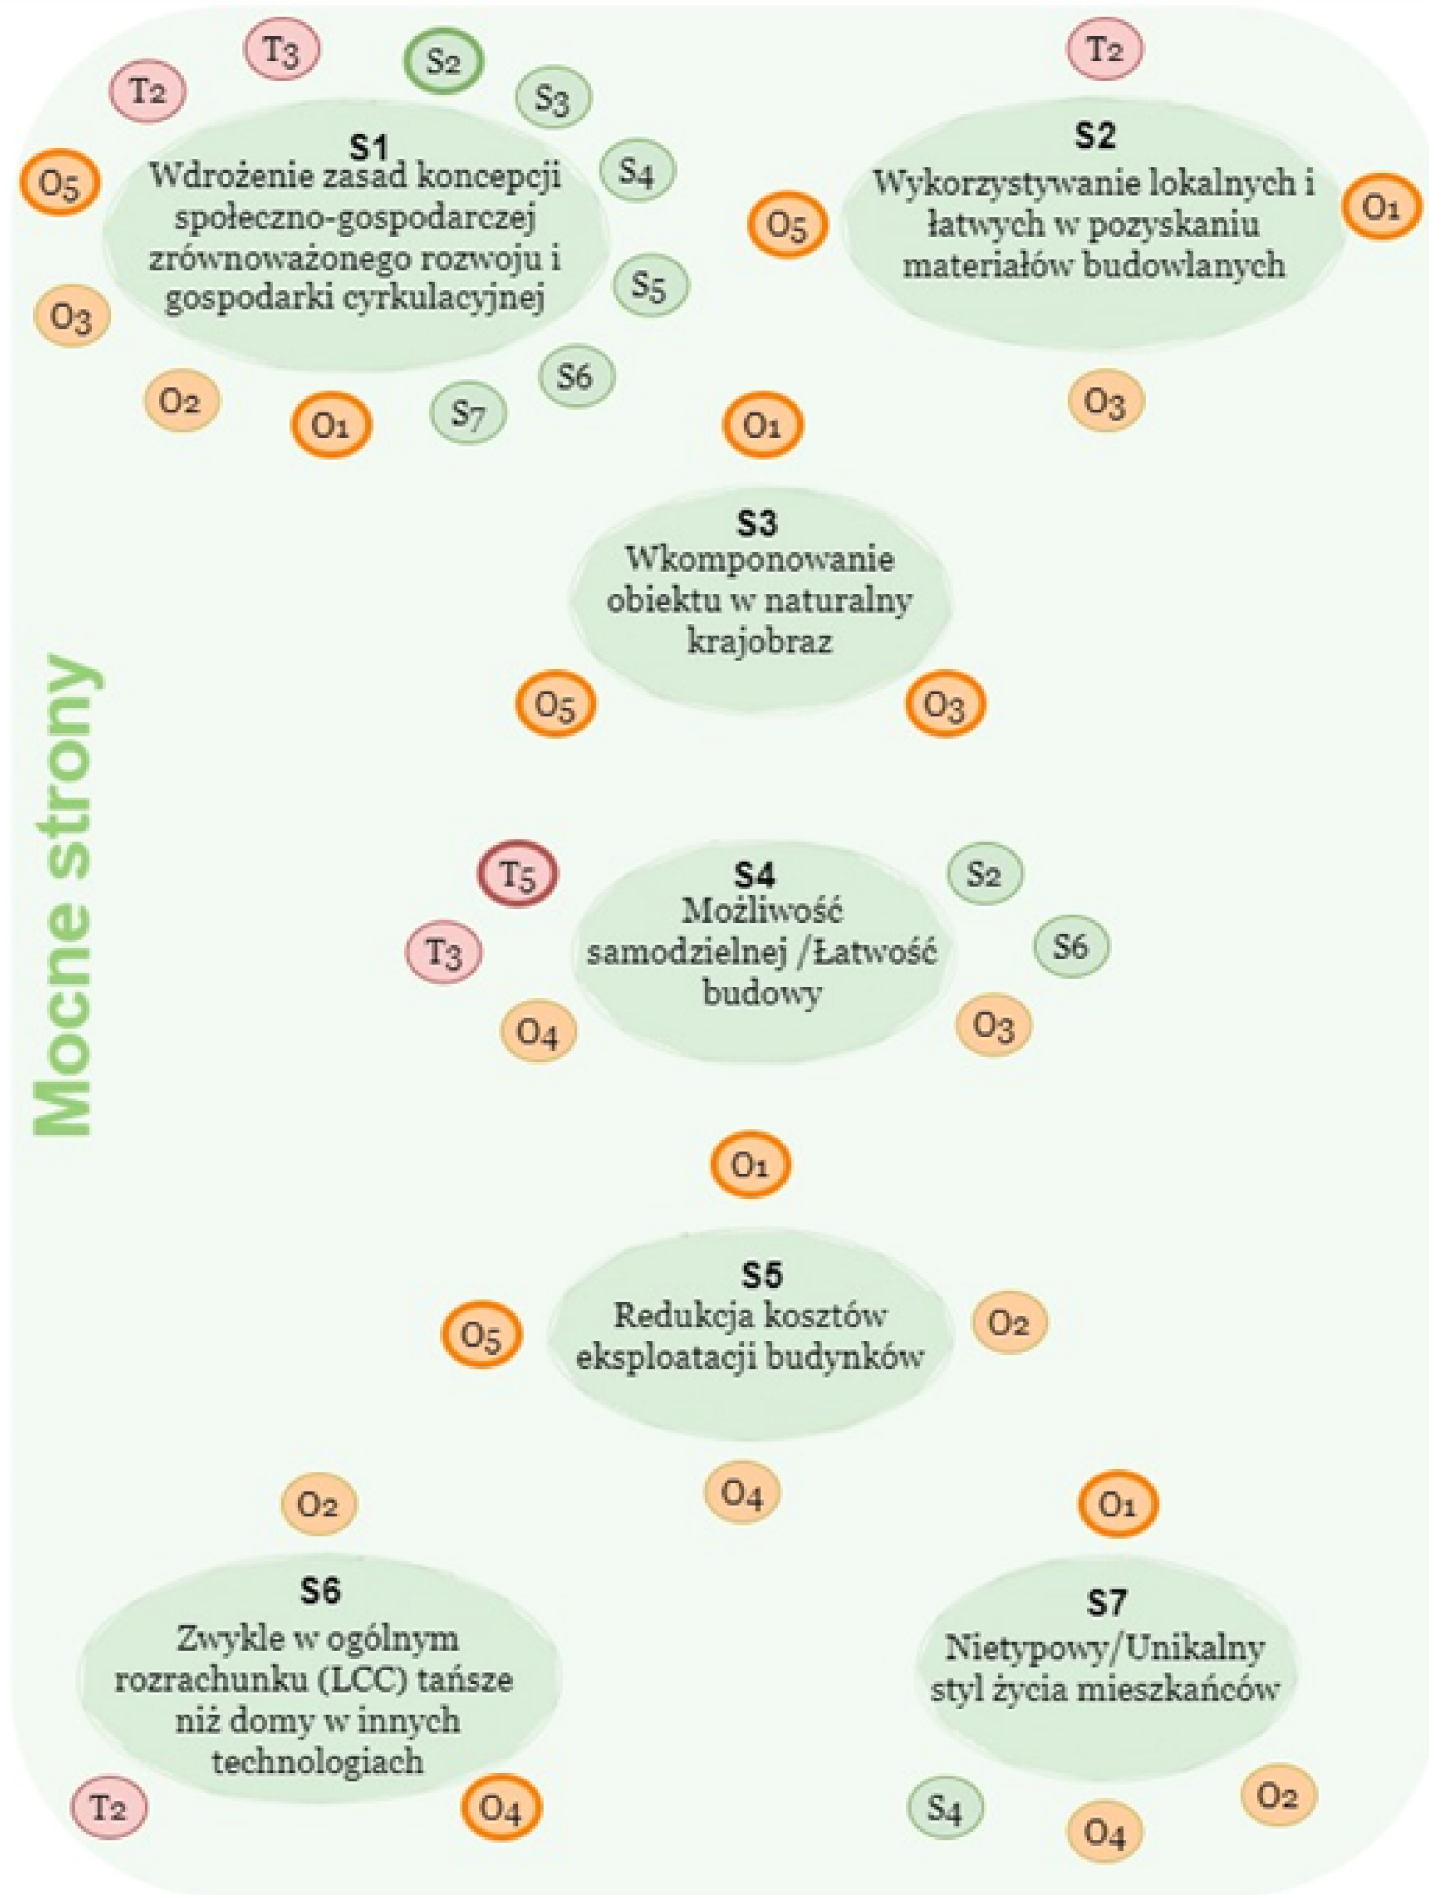 T3
S2
T2
T2
S3
S1
Wdrożenie zasad koncepcji
społeczno-gospodarczej
zrównoważonego rozwoju i
gospodarki cyrkulacyjnej
S4
O5
S5
O3
S6
O2
O1
S7
S2
Wykorzystywanie lokalnych i
łatwych w pozyskaniu
materiałów budowlanych
O5
O1
O3
O1
S3
Wkomponowanie
obiektu w naturalny
krajobraz
O5
O3
Mocne strony
T5
S4
Możliwość
samodzielnej /Łatwość
budowy
S2
T3
S6
O4
O3
O1
S5
Redukcja kosztów
eksploatacji budynków
O5
O2
O4
O2
S6
Zwykle w ogólnym
rozrachunku (LCC) tańsze
niż domy w innych
technologiach
T2
O4
O1
S7
Nietypowy/Unikalny
styl życia mieszkańców
S4
O4
O2